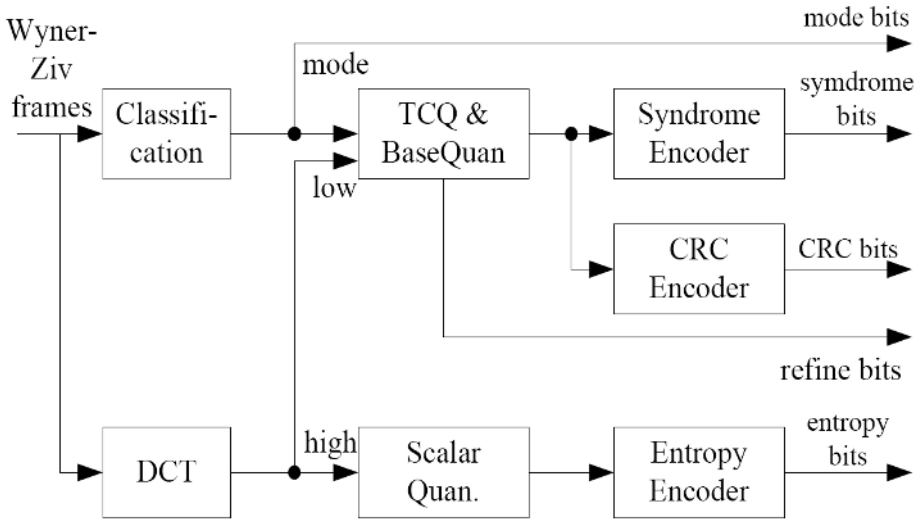 mode bits
Wyner-
Ziv
frames
mode
symdrome
bits
Classifi-
cation
TCQ &
BaseQuan
Syndrome
Encoder
low
CRC
Encoder
CRC bits
refine bits
entropy
bits
high
DCT
Scalar
Quan.
Entropy
Encoder